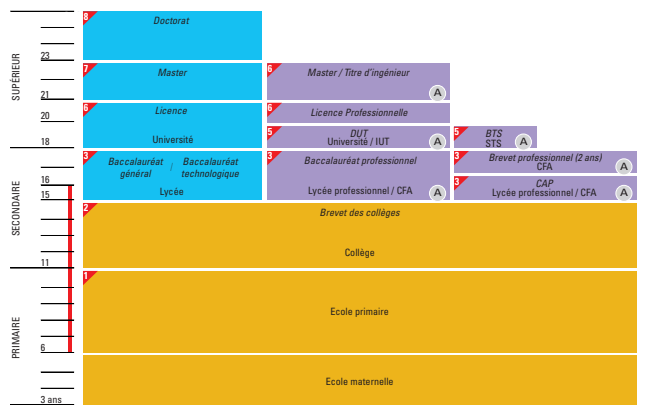 8
Doctorat
23
7
Master
6
Master / Titre d'ingénieur
A
21
6
Licence
6
Licence Professionnelle
20
Université
5
DUT
Université / IUT
A
5
BTS
STS
A
18
SUPÉRIEUR
3
Baccalauréat général
/
Baccalauréat technologique
Lycée
3
Baccalauréat professionnel
Lycée professionnel / CFA
A
3
Brevet professionnel (2 ans)
CFA
A
3
CAP
Lycée professionnel / CFA
A
16
15
SECONDAIRE
2
Brevet des collèges
Collège
11
1
Ecole primaire
PRIMAIRE
6
Ecole maternelle
3 ans